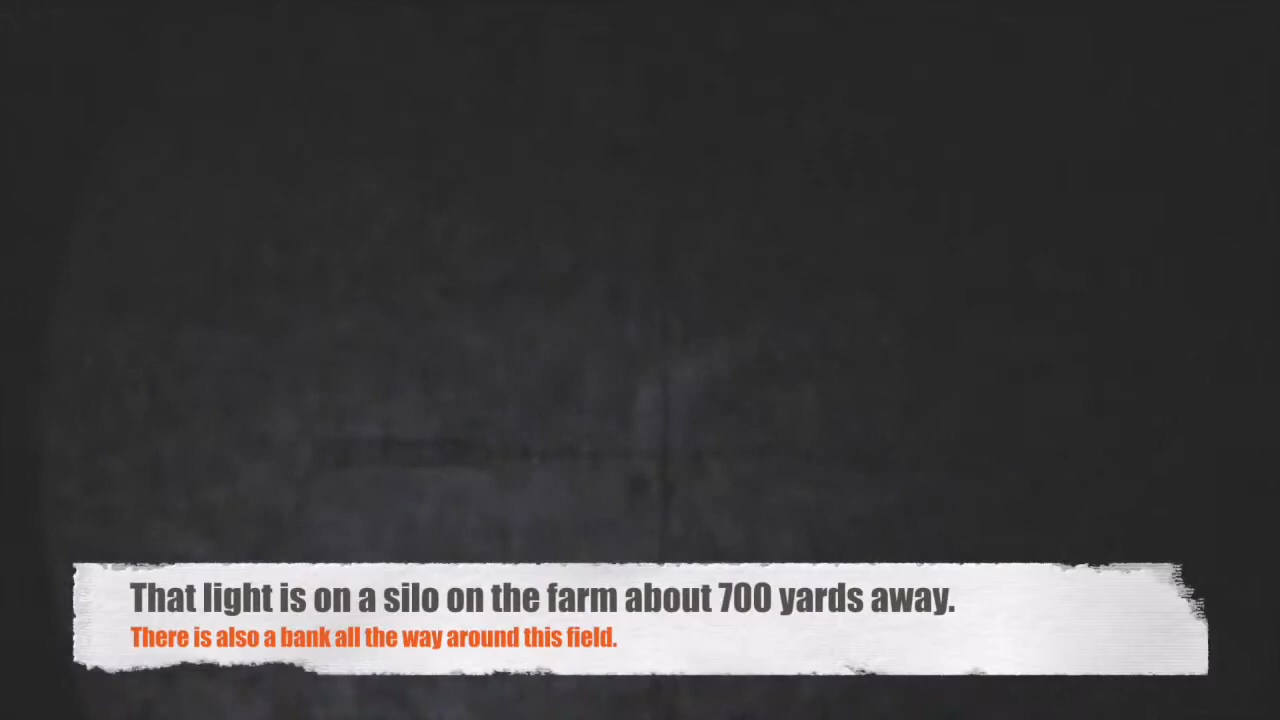 That light is on a silo on the farm about 700 yards away.
There is also a bank all the way around this field.